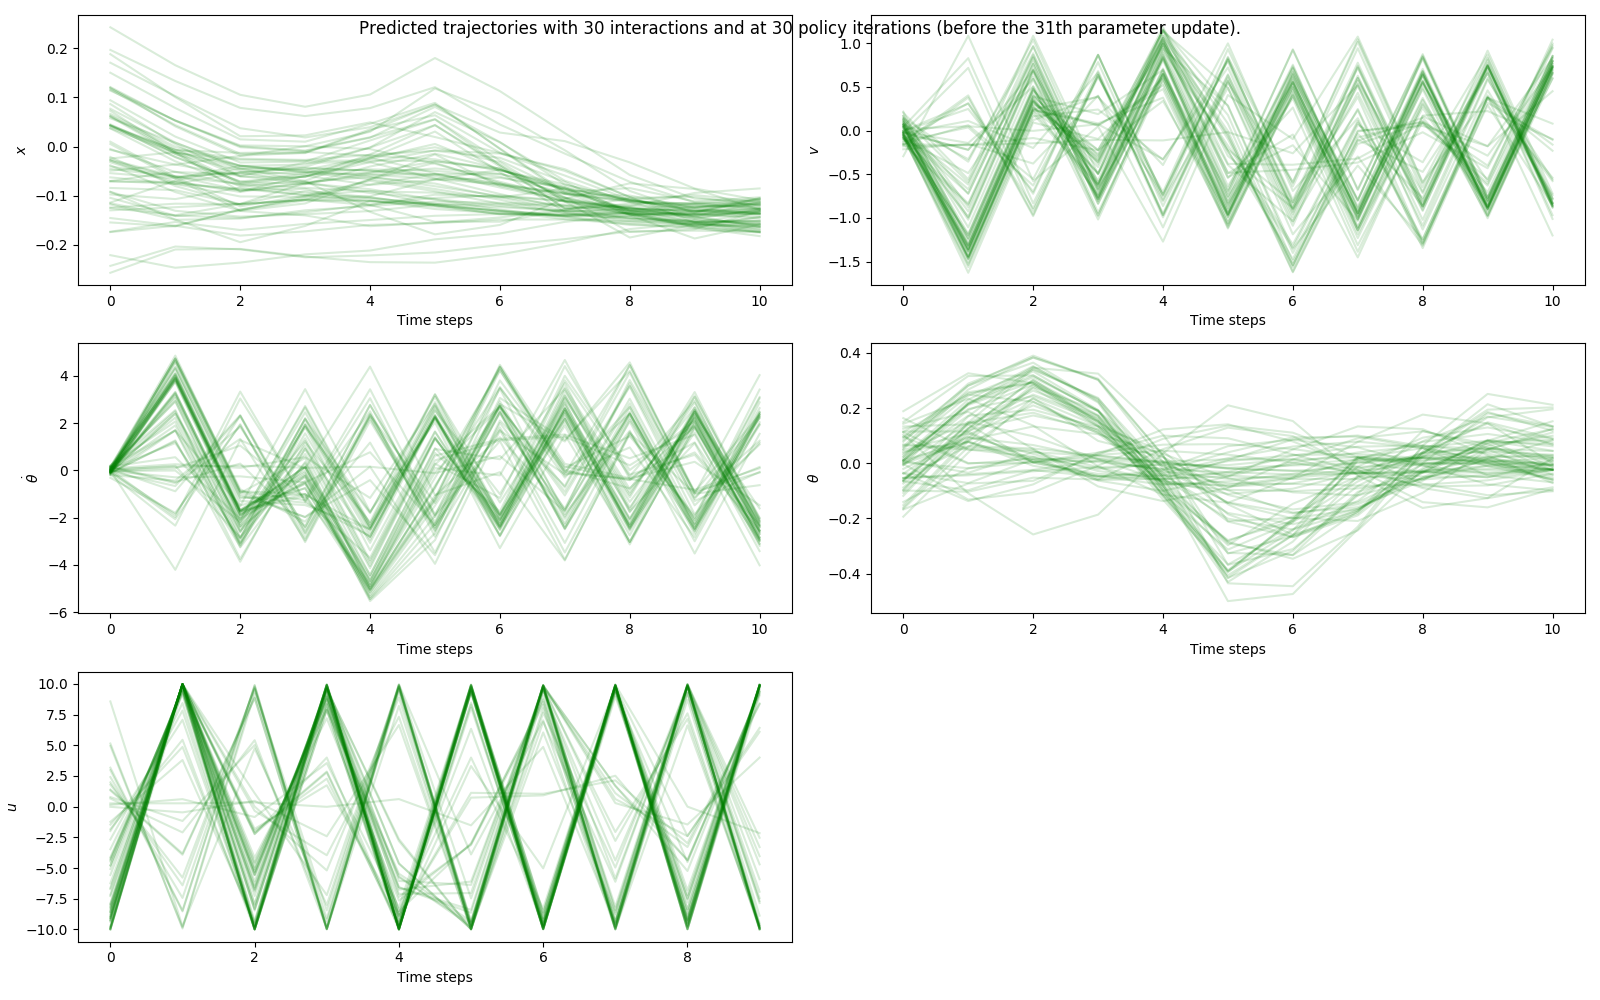 Predicted trajectories with 30 interactions and at 30 policy iterations (before the 31th parameter update).
x
0.2
0.1
0.0
−0.1
−0.2
0 2 4 6 8 10
Time steps
v
1.0
0.5
0.0
−0.5
−1.0
−1.5
0 2 4 6 8 10
Time steps
θ̇
4
2
0
−2
−4
−6
0 2 4 6 8 10
Time steps
θ
0.4
0.2
0.0
−0.2
−0.4
0 2 4 6 8 10
Time steps
u
10.0
7.5
5.0
2.5
0.0
−2.5
−5.0
−7.5
−10.0
0 2 4 6 8
Time steps